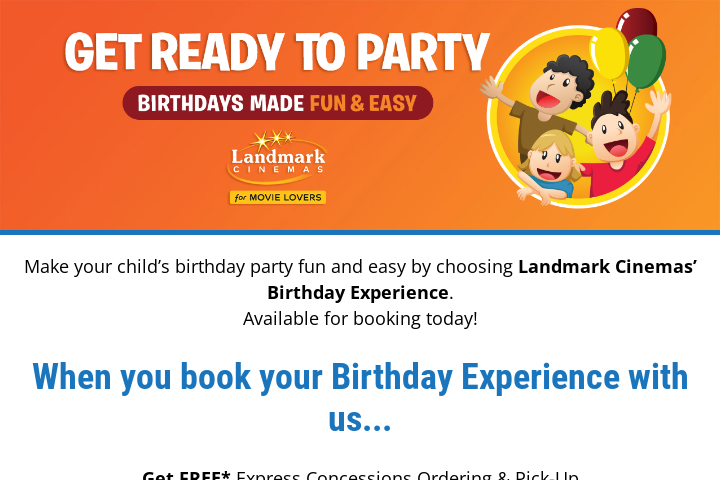 GET READY TO PARTY
BIRTHDAYS MADE FUN & EASY
Landmark
CINEMAS
for MOVIE LOVERS
Make your child’s birthday party fun and easy by choosing Landmark Cinemas’
Birthday Experience.
Available for booking today!
When you book your Birthday Experience with
us...
Get FREE* Express Concessions Ordering & Pick-Up